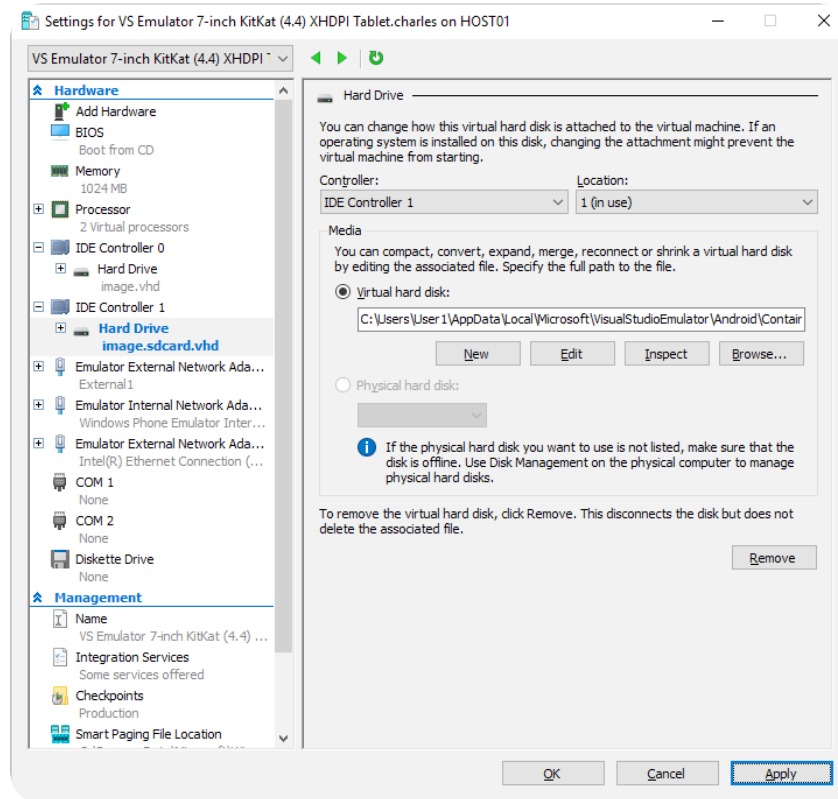 Settings for VS Emulator 7-inch KitKat (4.4) XHDPI Tablet.charles on HOST01
VS Emulator 7-inch KitKat (4.4) XHDPI
Hardware
Add Hardware
BIOS
Boot from CD
Memory
1024 MB
Processor
2 Virtual processors
IDE Controller 0
Hard Drive
image.vhd
IDE Controller 1
Hard Drive
image.sdcard.vhd
Emulator External Network Ada...
External1
Emulator Internal Network Ada...
Windows Phone Emulator Inter...
Emulator External Network Ada...
Intel(R) Ethernet Connection (...
COM 1
None
COM 2
None
Diskette Drive
None
Management
Name
VS Emulator 7-inch KitKat (4.4) ...
Integration Services
Some services offered
Checkpoints
Production
Smart Paging File Location
Hard Drive
You can change how this virtual hard disk is attached to the virtual machine. If an
operating system is installed on this disk, changing the attachment might prevent the
virtual machine from starting.
Controller:
Location:
IDE Controller 1
1 (in use)
Media
You can compact, convert, expand, merge, reconnect or shrink a virtual hard disk
by editing the associated file. Specify the full path to the file.
Virtual hard disk:
C:\Users\User1\AppData\Local\Microsoft\VisualStudioEmulator\Android\Contain
New
Edit
Inspect
Browse...
Physical hard disk:
If the physical hard disk you want to use is not listed, make sure that the
disk is offline. Use Disk Management on the physical computer to manage
physical hard disks.
To remove the virtual hard disk, click Remove. This disconnects the disk but does not
delete the associated file.
Remove
OK
Cancel
Apply